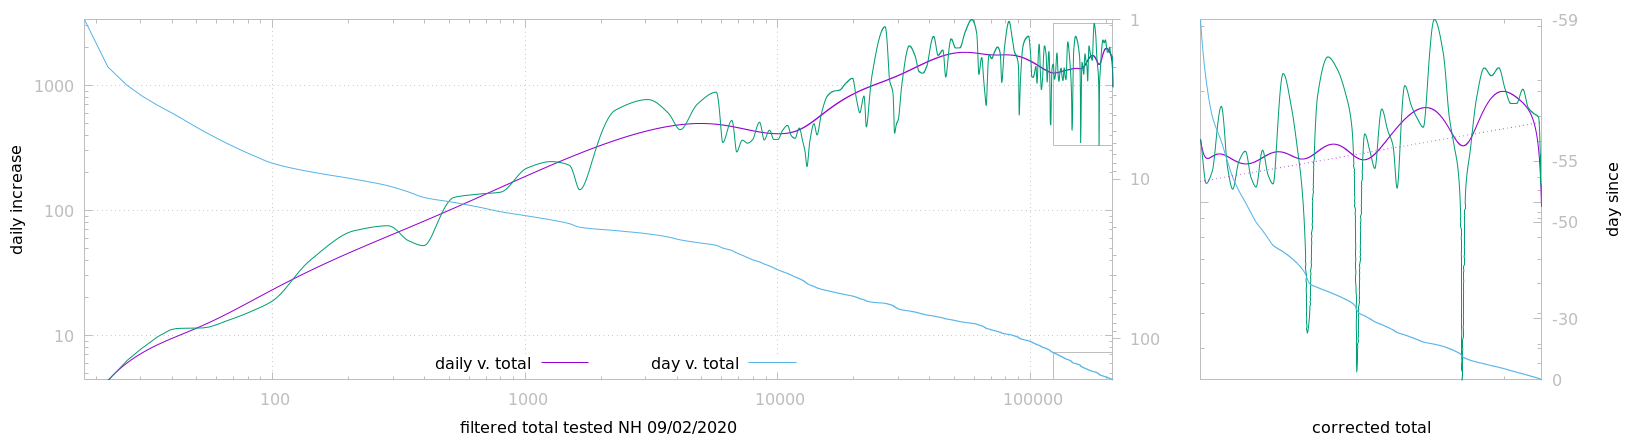 daily increase
1000
100
10
daily v. total
day v. total
100
1000
10000
100000
filtered total tested NH 09/02/2020
1
10
100
-59
-55
-50
-30
0
day since
corrected total